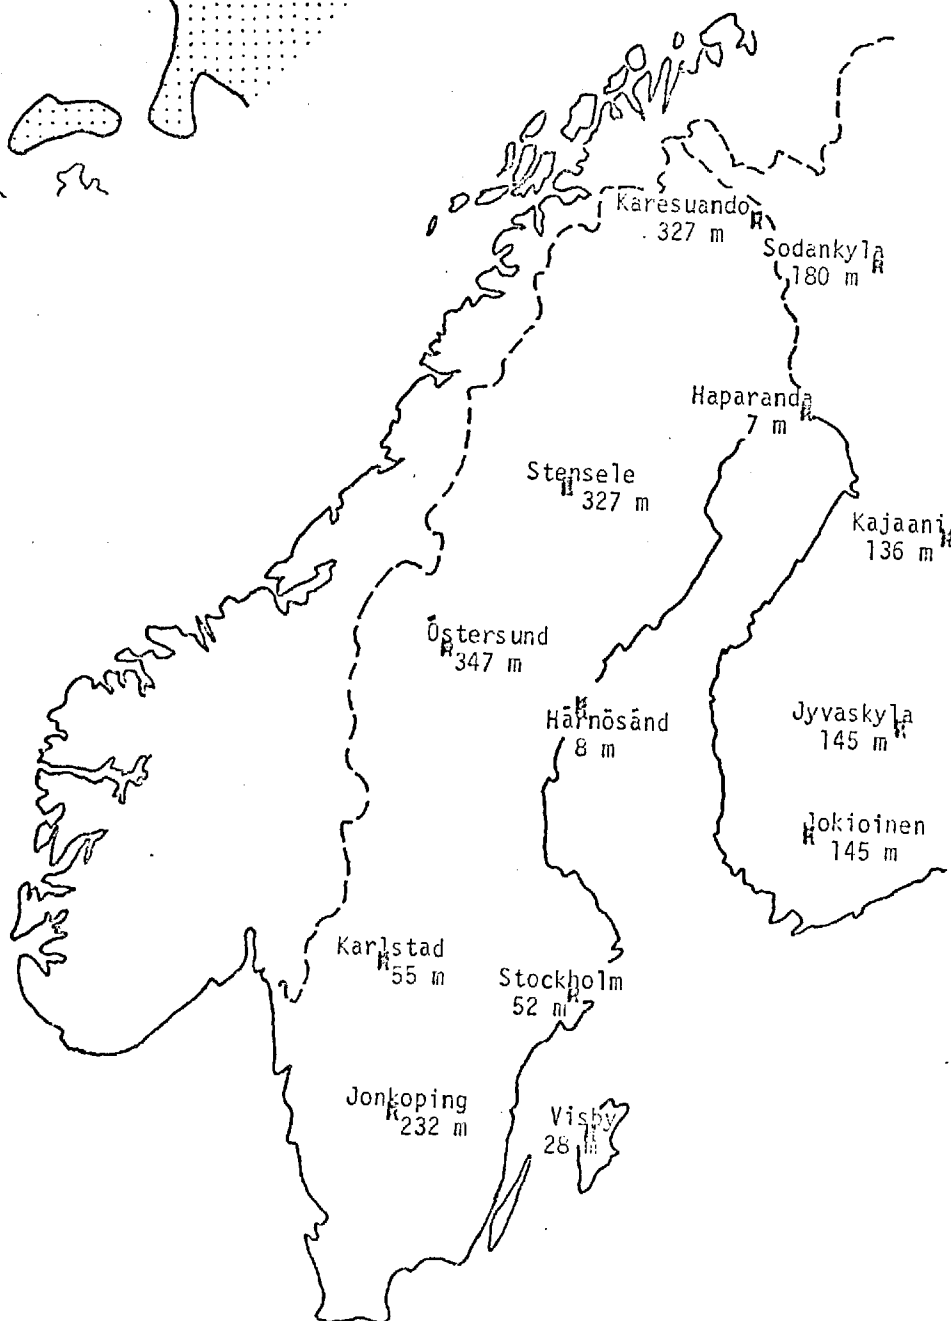 Karesuando
327 m
Sodankyla
180 m
Haparanda
7 m
Stensele
327 m
Kajaani
136 m
Östersund
347 m
Härnösänd
8 m
Jyvaskyla
145 m
Jokioinen
145 m
Karlstad
55 m
Stockholm
52 m
Jonkoping
232 m
Visby
28 m